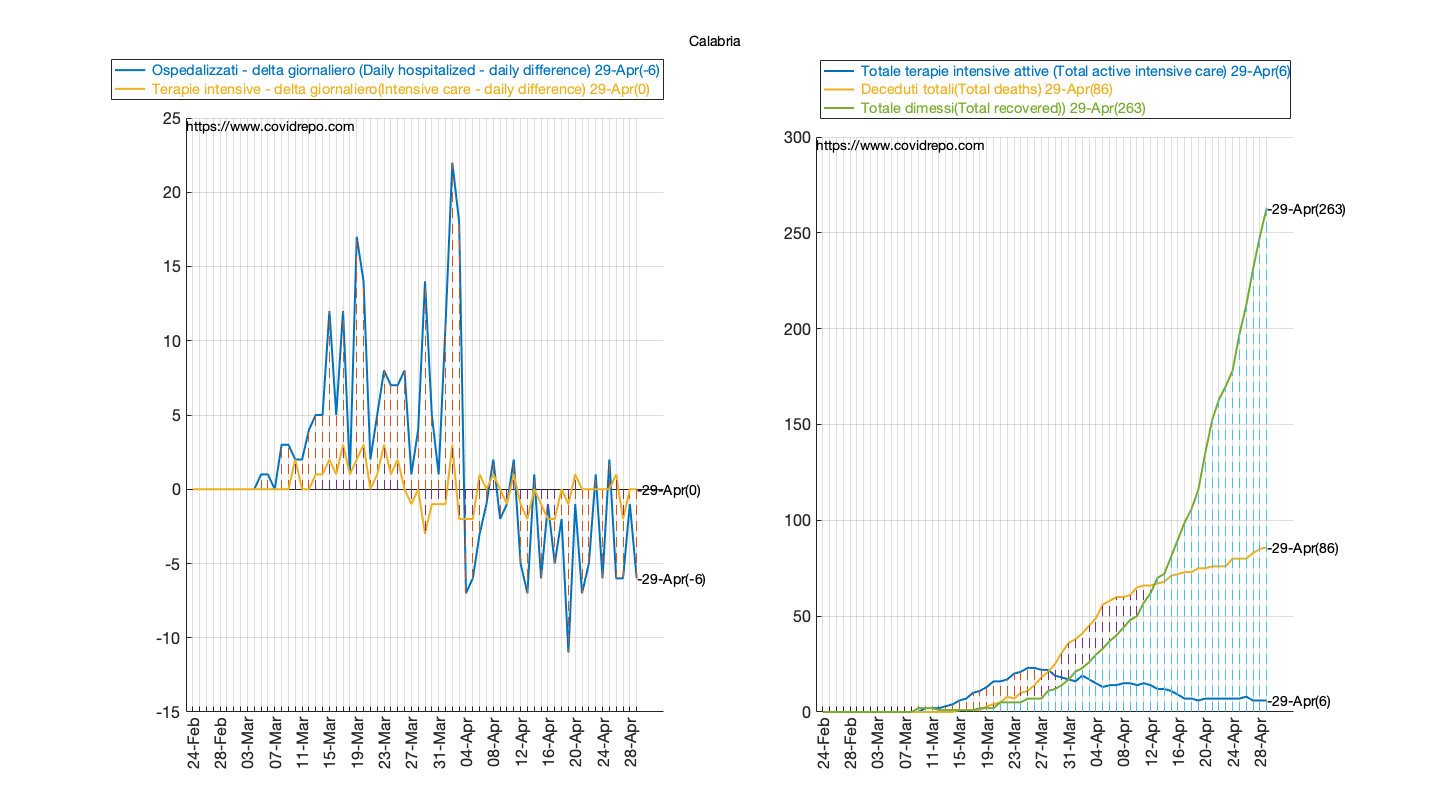 Calabria
Ospedalizzati - delta giornaliero (Daily hospitalized - daily difference) 29-Apr(-6)
Terapie intensive - delta giornaliero(Intensive care - daily difference) 29-Apr(0)
https://www.covidrepo.com
25
20
15
10
5
0
-5
-10
-15
-29-Apr(0)
-29-Apr(-6)
24-Feb
28-Feb
03-Mar
07-Mar
11-Mar
15-Mar
19-Mar
23-Mar
27-Mar
31-Mar
04-Apr
08-Apr
12-Apr
16-Apr
20-Apr
24-Apr
28-Apr
Totale terapie intensive attive (Total active intensive care) 29-Apr(6)
Deceduti totali(Total deaths) 29-Apr(86)
Totale dimessi(Total recovered)) 29-Apr(263)
https://www.covidrepo.com
300
250
200
150
100
50
0
-29-Apr(263)
-29-Apr(86)
-29-Apr(6)
24-Feb
28-Feb
03-Mar
07-Mar
11-Mar
15-Mar
19-Mar
23-Mar
27-Mar
31-Mar
04-Apr
08-Apr
12-Apr
16-Apr
20-Apr
24-Apr
28-Apr